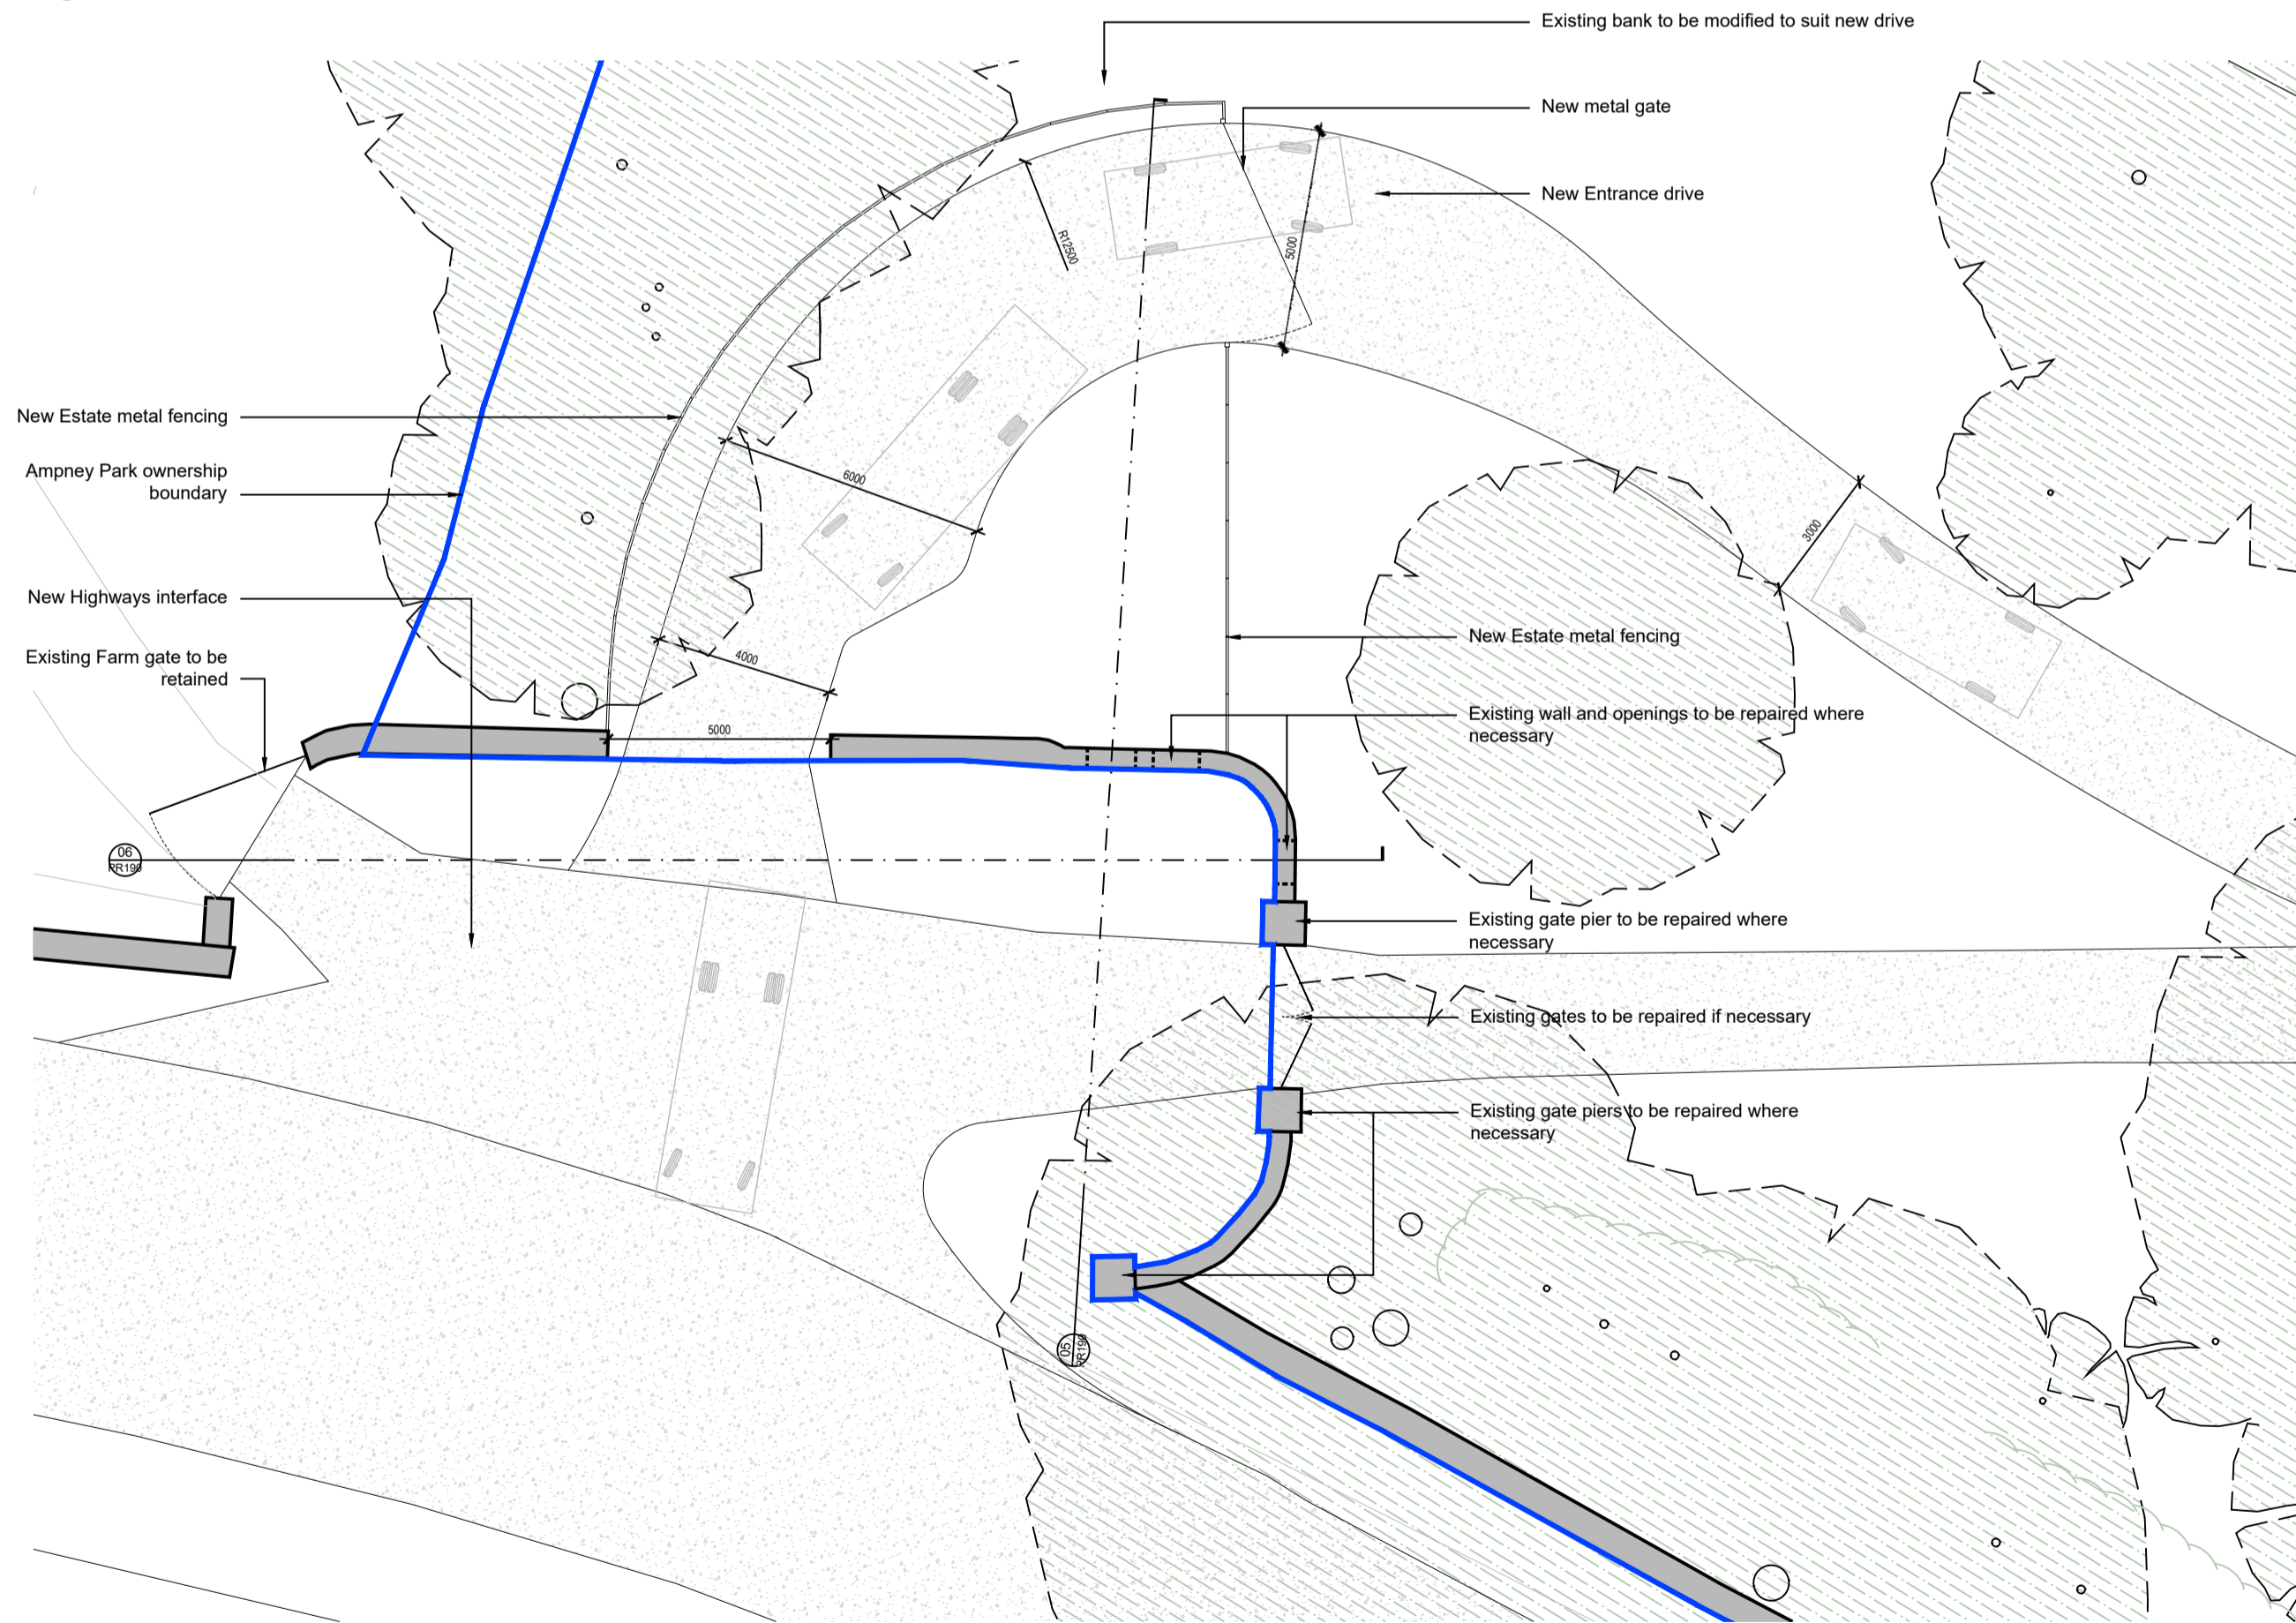 Existing bank to be modified to suit new drive
New metal gate
New Entrance drive
R12500
5000
New Estate metal fencing
Ampney Park ownership
boundary
6000
3000
New Highways interface
New Estate metal fencing
Existing Farm gate to be
retained
4000
Existing wall and openings to be repaired where
necessary
5000
06
PR190
Existing gate pier to be repaired where
necessary
Existing gates to be repaired if necessary
Existing gate piers to be repaired where
necessary
05
PR190